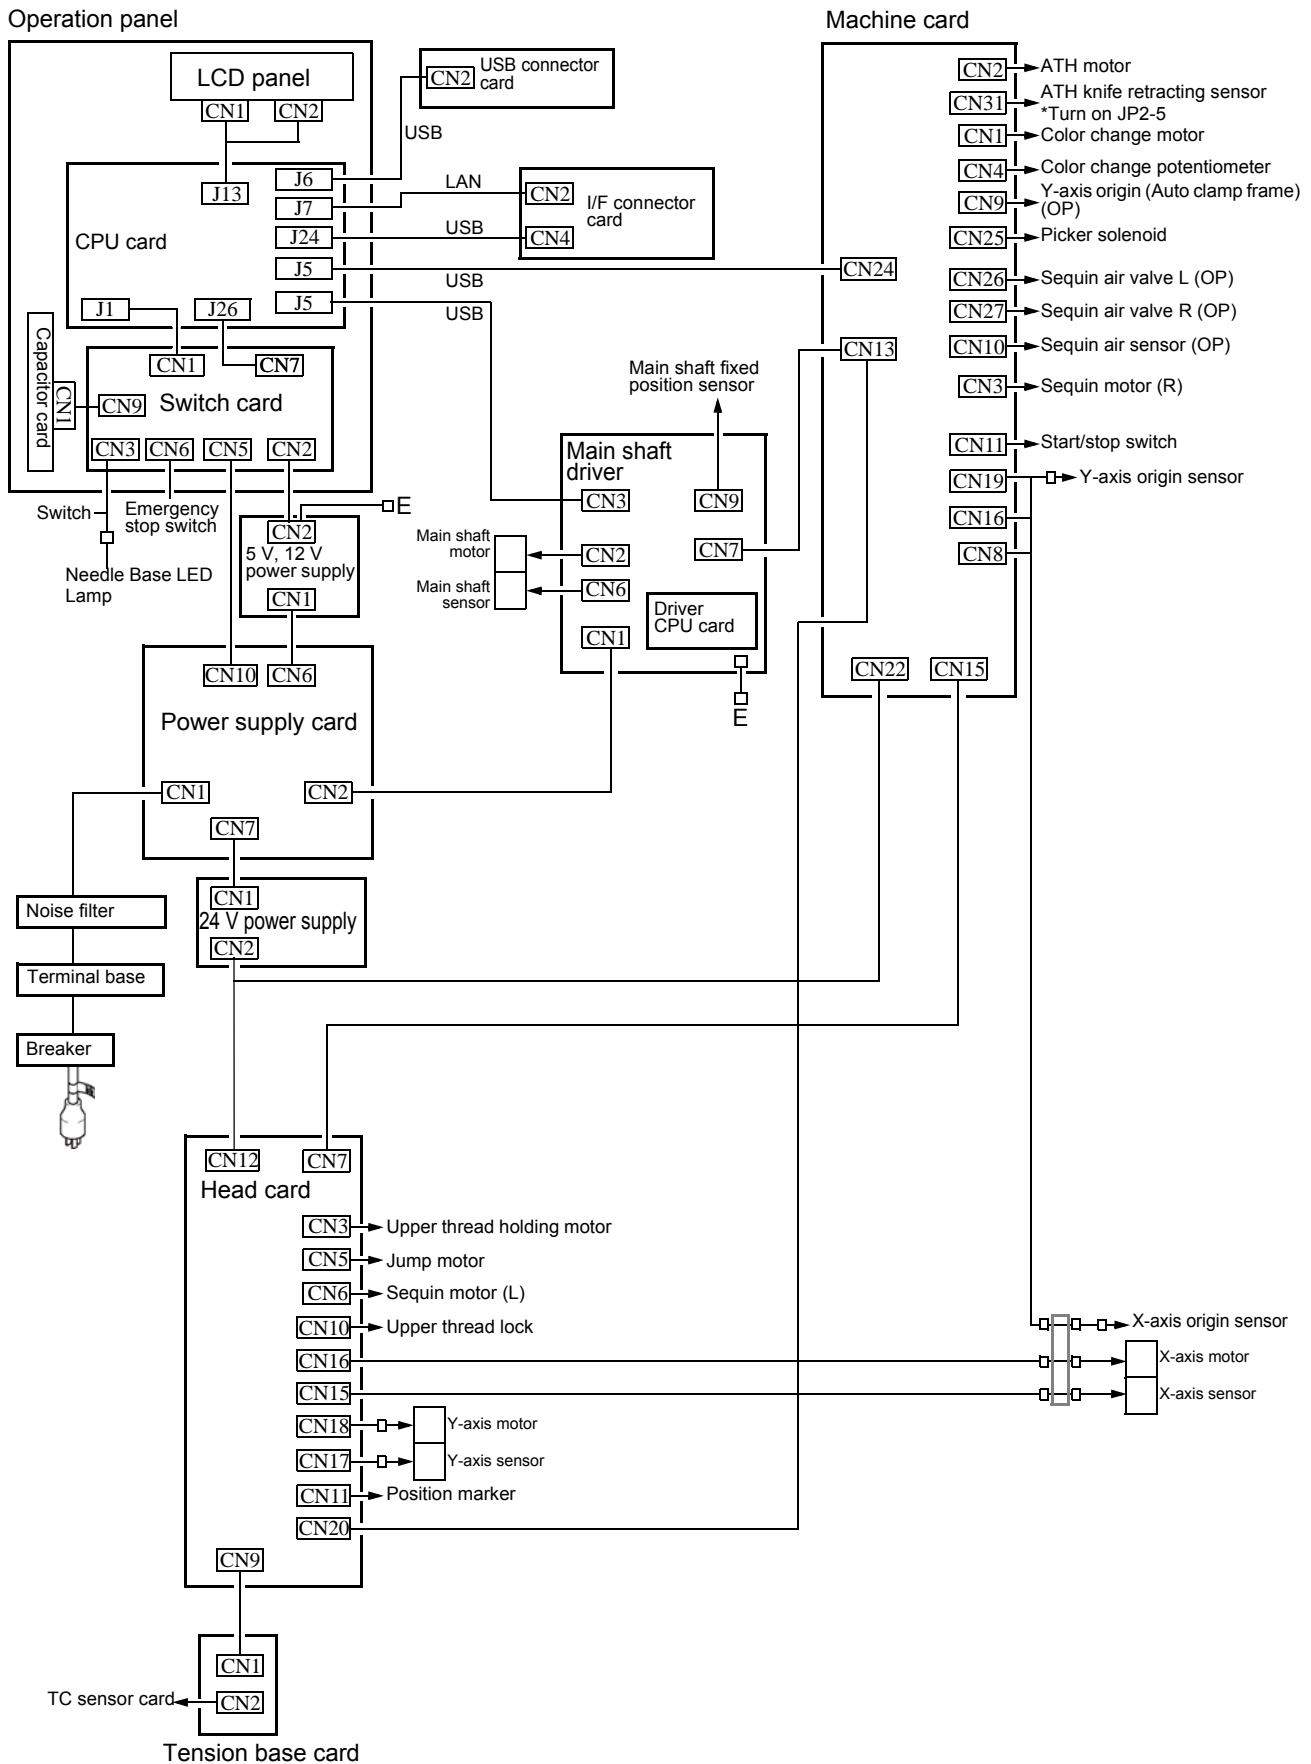 Operation panel
Machine card
LCD panel
CN1
CN2
CN2
USB connector
card
USB
J13
J6
J7
J24
J5
J5
CPU card
J1
J26
LAN
USB
USB
USB
CN2
I/F connector
card
CN4
Capacitor card
CN1
CN1
CN7
CN9
Switch card
CN3
CN6
CN5
CN2
Switch
Emergency
stop switch
Needle Base LED
Lamp
E
CN2
5 V, 12 V
power supply
CN1
Main shaft fixed
position sensor
Main shaft
driver
CN3
CN9
Main shaft
motor
CN2
CN7
Main shaft
sensor
CN6
Driver
CPU card
CN1
E
CN24
CN13
CN2
ATH motor
CN31
ATH knife retracting sensor
*Turn on JP2-5
CN1
Color change motor
CN4
Color change potentiometer
CN9
Y-axis origin (Auto clamp frame)
(OP)
CN25
Picker solenoid
CN26
Sequin air valve L (OP)
CN27
Sequin air valve R (OP)
CN10
Sequin air sensor (OP)
CN3
Sequin motor (R)
CN11
Start/stop switch
CN19
Y-axis origin sensor
CN16
CN8
CN22
CN15
CN10
CN6
Power supply card
CN1
CN2
CN7
CN1
24 V power supply
CN2
Noise filter
Terminal base
Breaker
CN12
CN7
Head card
CN3
Upper thread holding motor
CN5
Jump motor
CN6
Sequin motor (L)
CN10
Upper thread lock
CN16
CN15
CN18
Y-axis motor
CN17
Y-axis sensor
CN11
Position marker
CN20
CN9
X-axis origin sensor
X-axis motor
X-axis sensor
CN1
TC sensor card
CN2
Tension base card